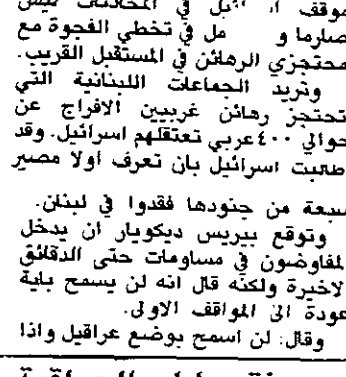 موقف في المحادثات ليس
صارما و مل في تخطي الفجوة مع
محتجزي الرهائن في المستقبل القريب.
وتريد الجماعات اللبنانية التي
تحتجز رهائن غربيين الافراج عن
حوالي ٤٠٠ عربي تعتقلهم اسرائيل. وقد
طالبت اسرائيل بان تعرف اولا مصير
سبعة من جنودها فقدوا في لبنان.
وتوقع بيريس ديكويار ان يدخل
المفاوضون في مساومات حتى الدقائق
الاخيرة ولكنه قال انه لن يسمح باية
عودة الى المواقف الاولى.
وقال: لن اسمح بوضع عراقيل واذا